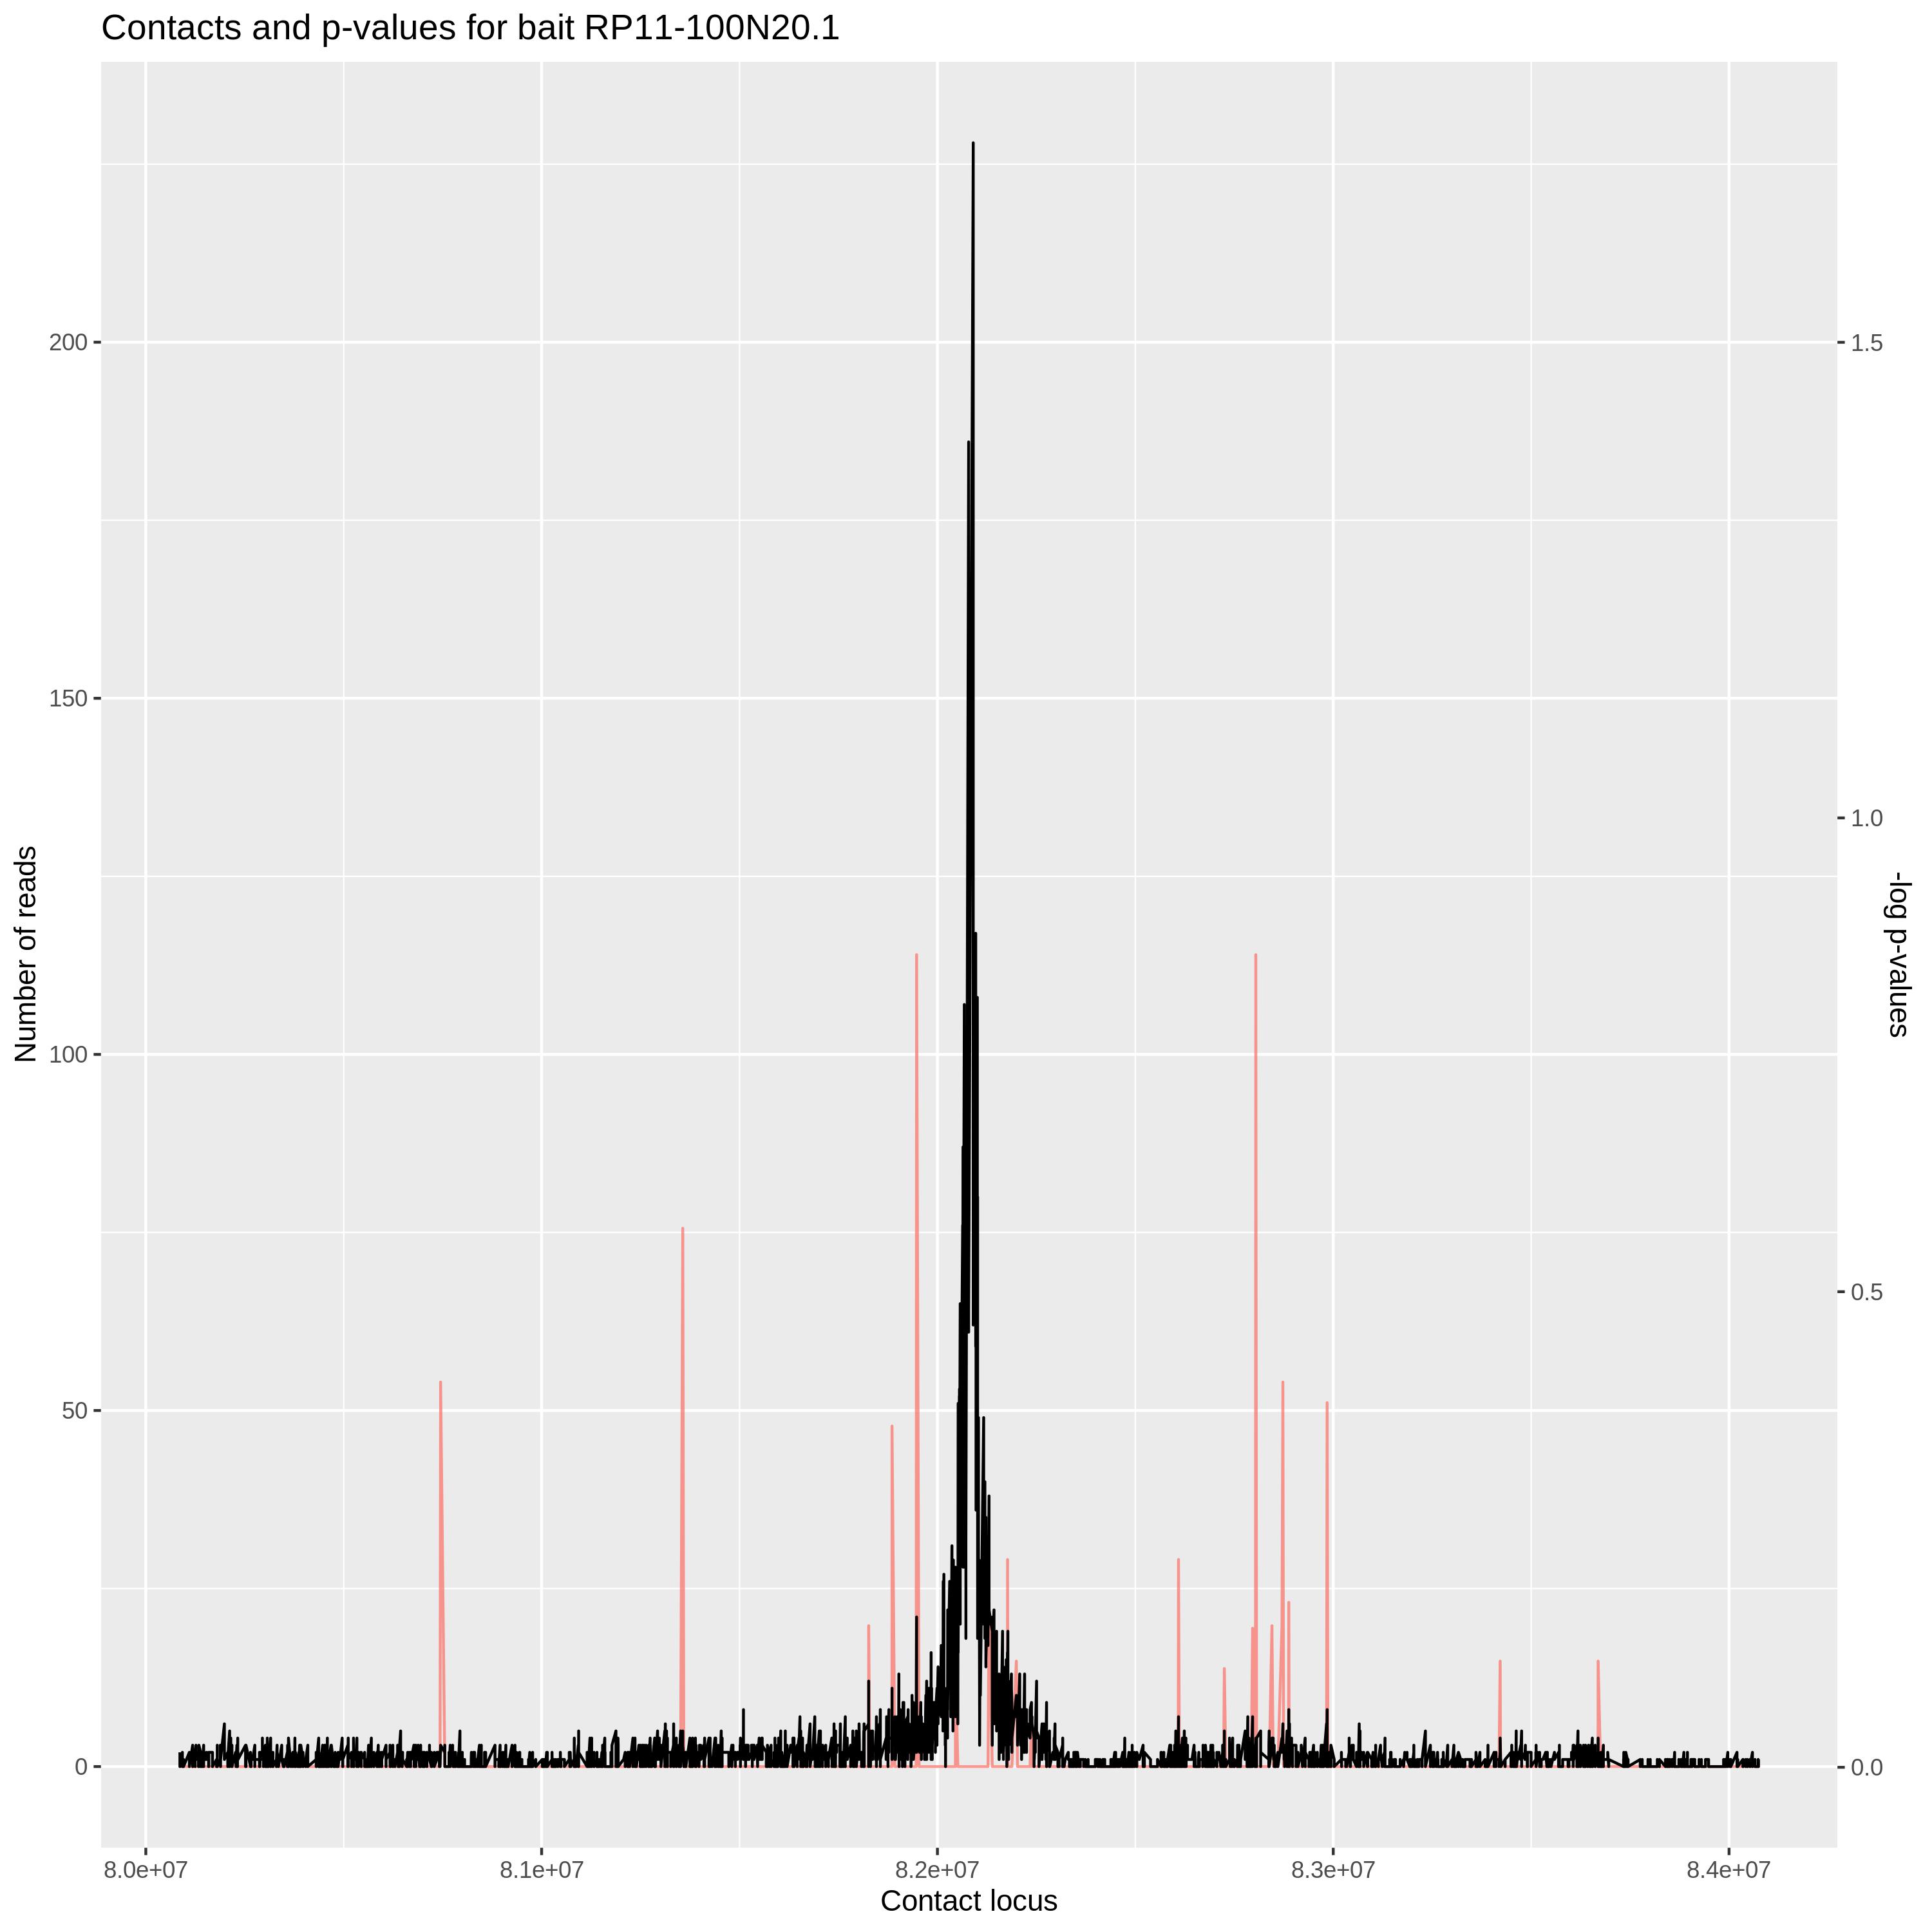 Contacts and p-values for bait RP11-100N20.1
200
150
100
50
0
Number of reads
1.5
1.0
0.5
0.0
-log p-values
8.0e+07
8.1e+07
8.2e+07
8.3e+07
8.4e+07
Contact locus